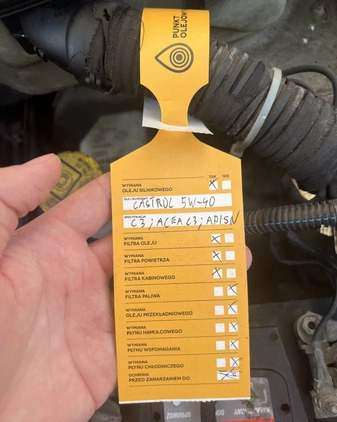 PUNKT
OLEJOWY
TAK NIE
WYMIANA
OLEJU SILNIKOWEGO
CASTROL 5W-40
SPECYFIKACJA
C3; ACEA C3; API SN
WYMIANA
FILTRA OLEJU
WYMIANA
FILTRA POWIETRZA
WYMIANA
FILTRA KABINOWEGO
WYMIANA
FILTRA PALIWA
WYMIANA
OLEJU PRZEKŁADNIOWEGO
WYMIANA
PŁYNU HAMULCOWEGO
WYMIANA
PŁYNU WSPOMAGANIA
WYMIANA
PŁYNU CHŁODNICZEGO
OCHRONA
PRZED ZAMARZANIEM DO
SPRAWDŹ